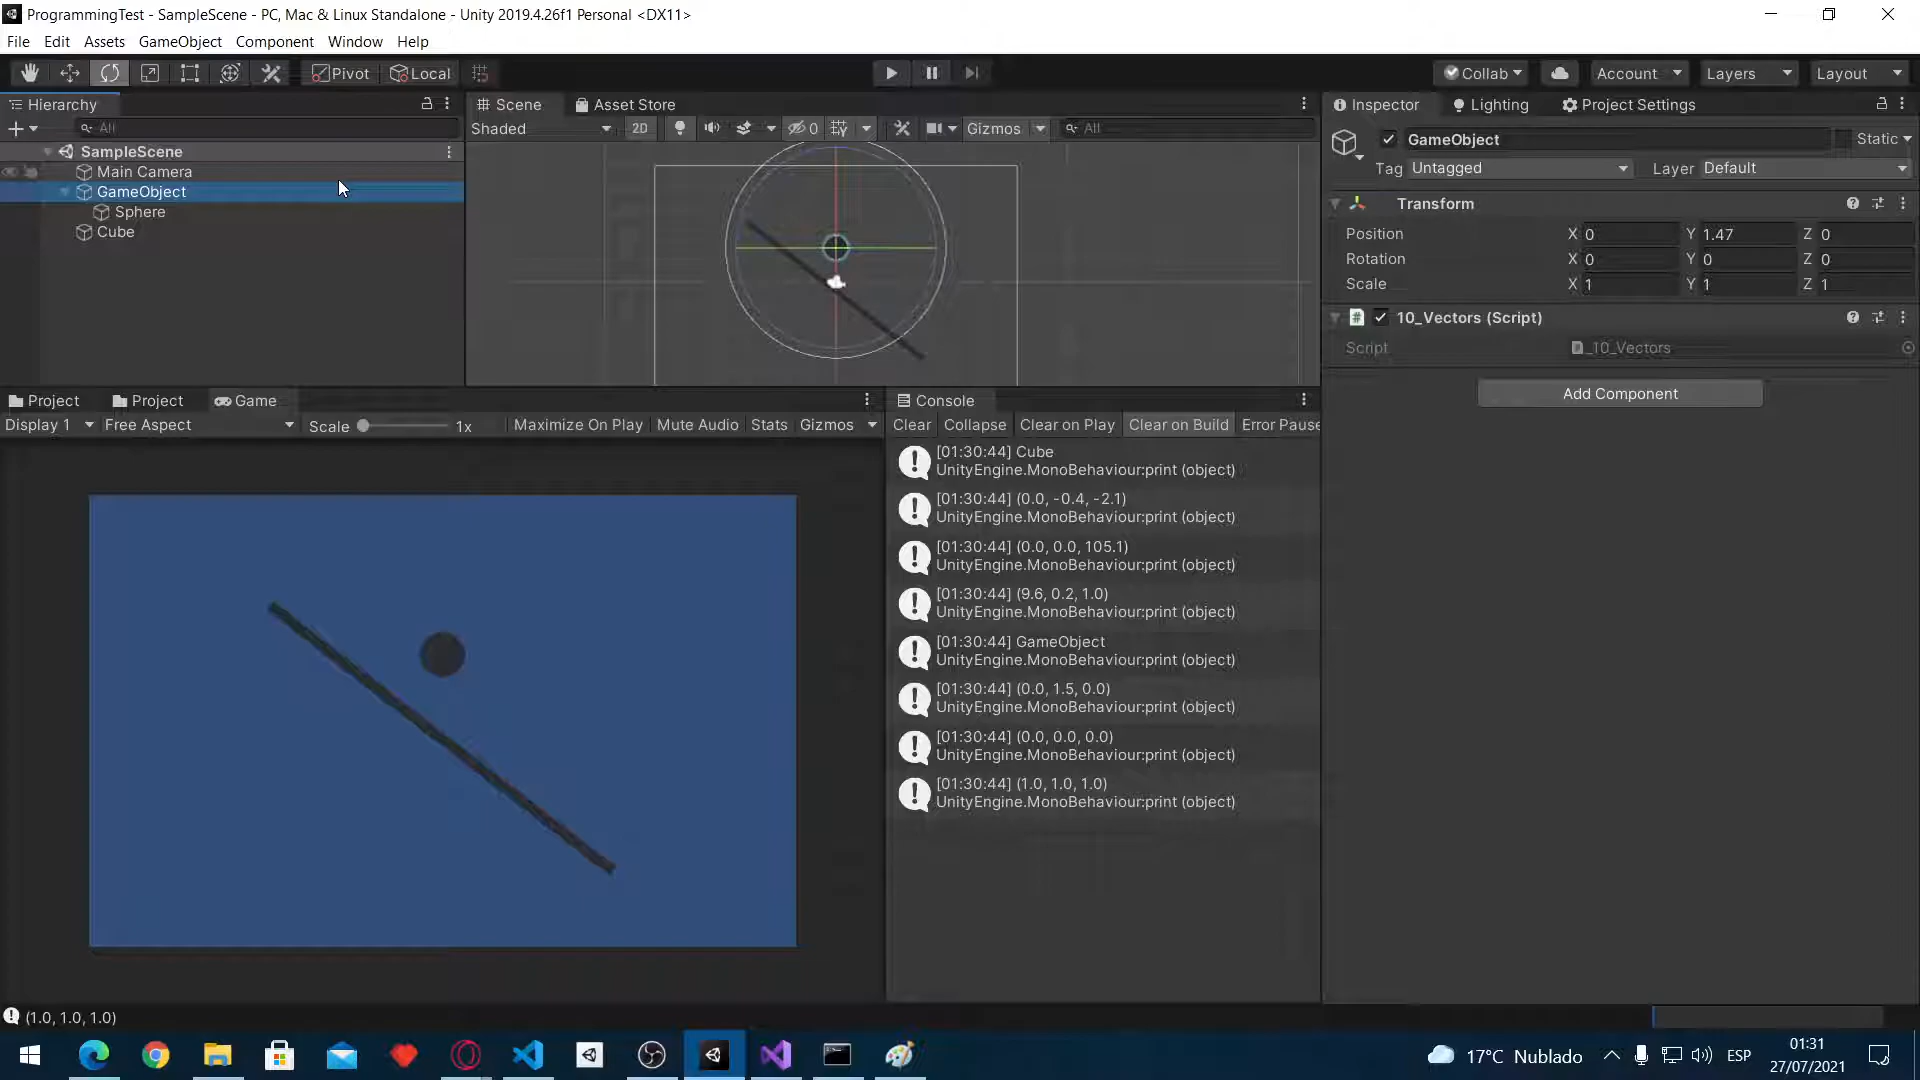 ProgrammingTest - SampleScene - PC, Mac & Linux Standalone - Unity 2019.4.26f1 Personal <DX11>
File Edit Assets GameObject Component Window Help
Pivot Local Collab Account Layers Layout
Hierarchy
All
SampleScene
Main Camera
GameObject
Sphere
Cube
Scene Asset Store
Shaded 2D 0 Gizmos All
Inspector Lighting Project Settings
GameObject Static
Tag Untagged Layer Default
Transform
Position X 0 Y 1.47 Z 0
Rotation X 0 Y 0 Z 0
Scale X 1 Y 1 Z 1
10_Vectors (Script)
Script _10_Vectors
Add Component
Project Project Game
Display 1 Free Aspect Scale 1x Maximize On Play Mute Audio Stats Gizmos
Console
Clear Collapse Clear on Play Clear on Build Error Pause
[01:30:44] Cube
UnityEngine.MonoBehaviour:print (object)
[01:30:44] (0.0, -0.4, -2.1)
UnityEngine.MonoBehaviour:print (object)
[01:30:44] (0.0, 0.0, 105.1)
UnityEngine.MonoBehaviour:print (object)
[01:30:44] (9.6, 0.2, 1.0)
UnityEngine.MonoBehaviour:print (object)
[01:30:44] GameObject
UnityEngine.MonoBehaviour:print (object)
[01:30:44] (0.0, 1.5, 0.0)
UnityEngine.MonoBehaviour:print (object)
[01:30:44] (0.0, 0.0, 0.0)
UnityEngine.MonoBehaviour:print (object)
[01:30:44] (1.0, 1.0, 1.0)
UnityEngine.MonoBehaviour:print (object)
(1.0, 1.0, 1.0)
17°C Nublado ESP
01:31
27/07/2021